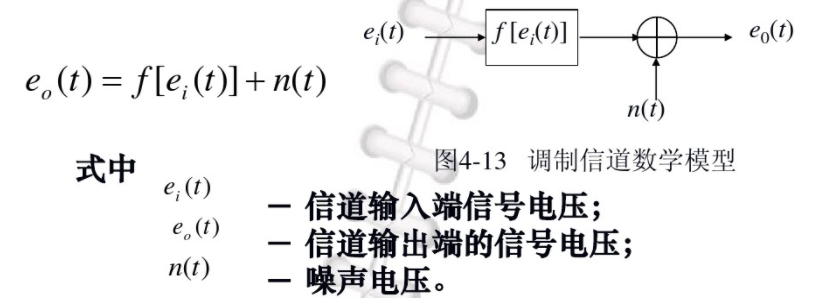 e_i(t) f[e_i(t)] e_0(t)
e_o(t) = f[e_i(t)] + n(t)
n(t)
图4-13 调制信道数学模型
式中
e_i(t) – 信道输入端信号电压；
e_o(t) – 信道输出端的信号电压；
n(t) – 噪声电压。